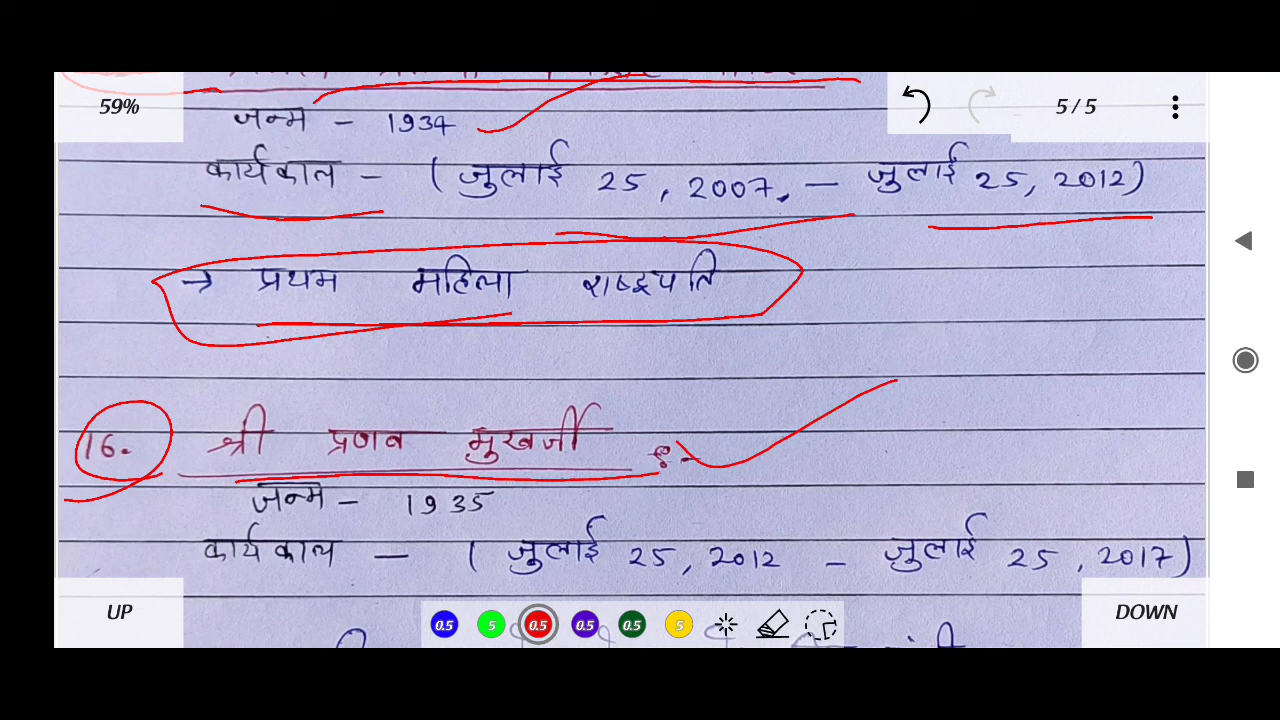 59%
5 / 5
जन्म - 1934
कार्यकाल - ( जुलाई 25, 2007, - जुलाई 25, 2012)
→ प्रथम महिला राष्ट्रपति
16. श्री प्रणव मुखर्जी :-
जन्म - 1935
कार्यकाल - ( जुलाई 25, 2012 - जुलाई 25, 2017)
UP
0.5 5 0.5 0.5 0.5 5
DOWN